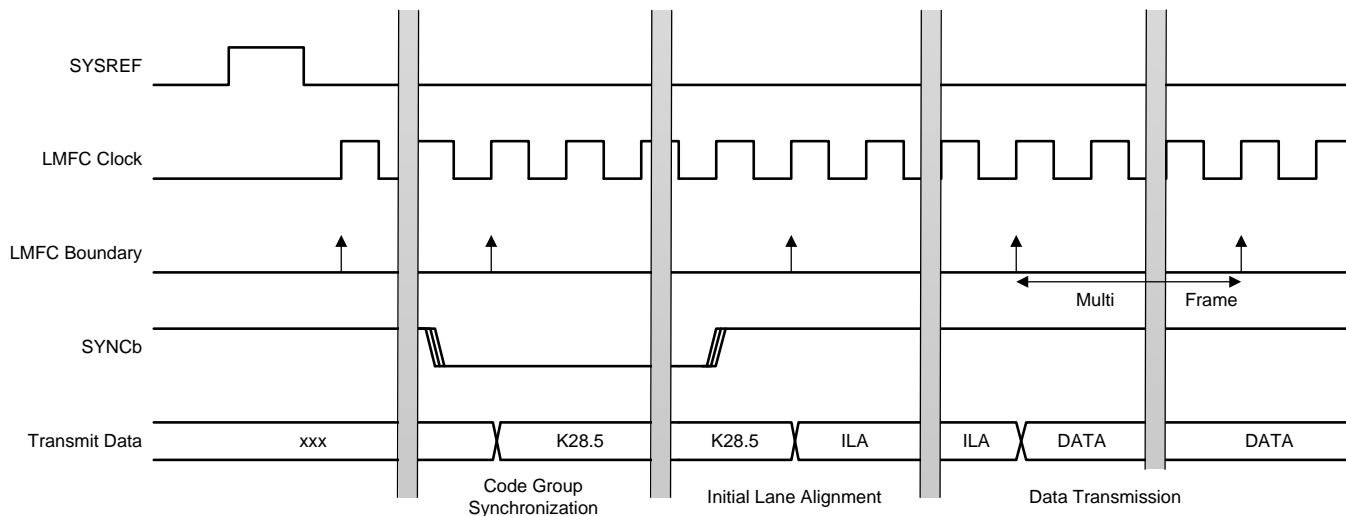 SYSREF
LMFC Clock
LMFC Boundary
Multi Frame
SYNCb
Transmit Data
xxx
K28.5
K28.5
ILA
ILA
DATA
DATA
Code Group
Synchronization
Initial Lane Alignment
Data Transmission